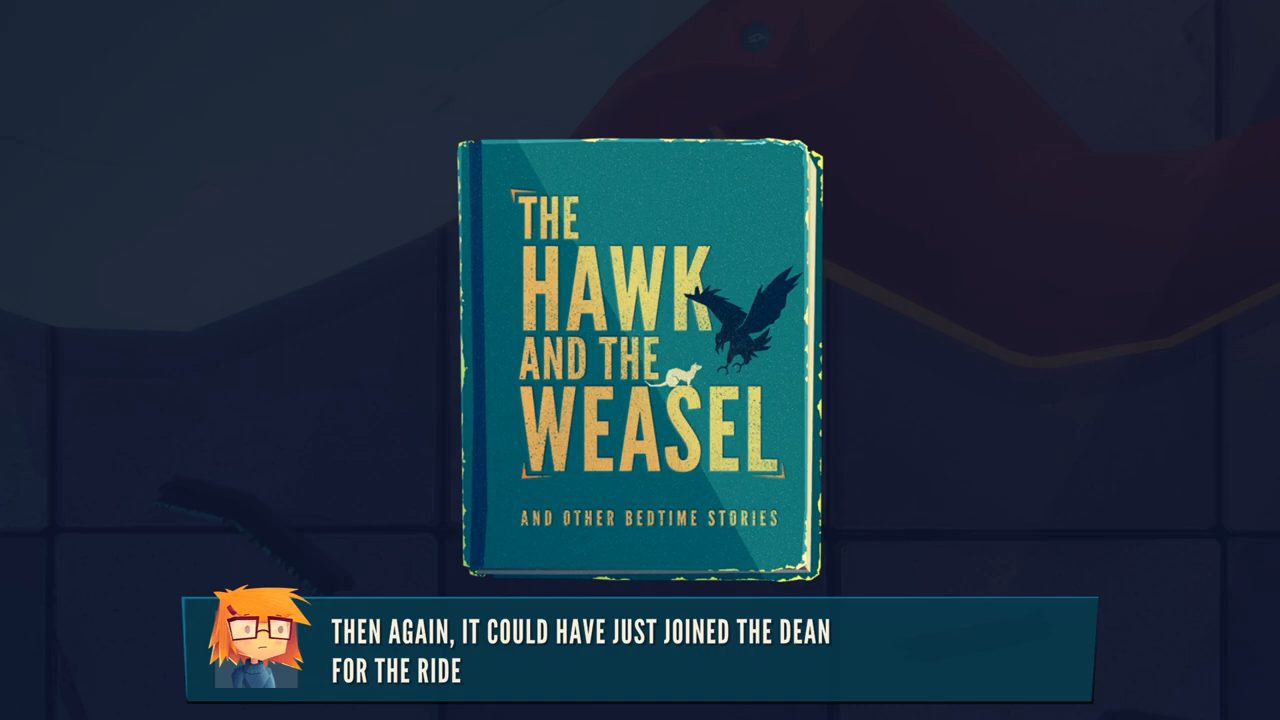 THE
HAWK
AND THE
WEASEL
AND OTHER BEDTIME STORIES
THEN AGAIN, IT COULD HAVE JUST JOINED THE DEAN
FOR THE RIDE